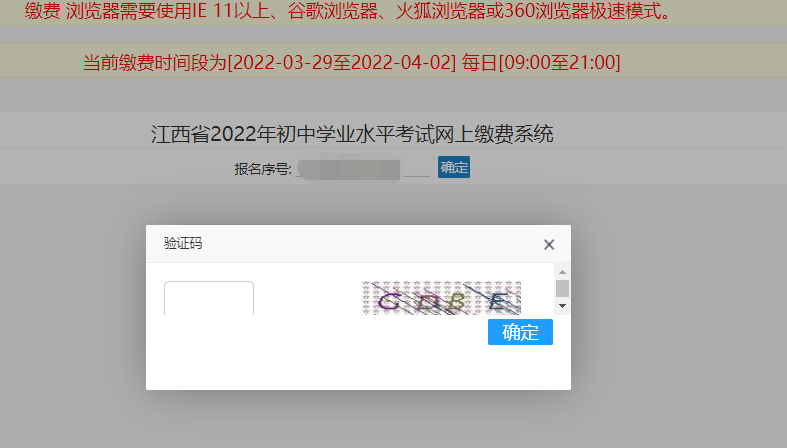 缴费 浏览器需要使用IE 11以上、谷歌浏览器、火狐浏览器或360浏览器极速模式。
当前缴费时间段为[2022-03-29至2022-04-02] 每日[09:00至21:00]
江西省2022年初中学业水平考试网上缴费系统
报名序号: 确定
验证码
确定